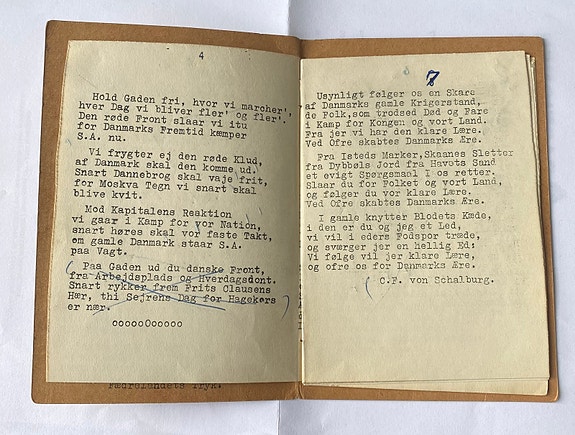 4
Hold Gaden fri, hvor vi marcher',
hver Dag vi bliver fler' og fler',
Den røde Front slaar vi itu
for Danmarks Fremtid kæmper
S.A. nu.
Vi frygter ej den røde Klud,
af Danmark skal den komme ud.
Snart Dannebrog skal vaje frit,
for Moskva Tegn vi snart skal
blive kvit.
Mod Kapitalens Reaktion
vi gaar i Kamp for vor Nation,
snart høres skal vor faste Takt,
om gamle Danmark staar S.A.
paa Vagt.
( Paa Gaden ud du danske Front,
fra Arbejdsplads og Hverdagsdont.
Snart rykker frem Frits Clausens
Hær, thi Sejrens Dag for Hagekors )
er nær.
oooooOooooo
Fædrelandets Tryk.
7
Usynligt følger os en Skare
af Danmarks gamle Krigerstand,
de Folk,som trodsed Død og Fare
i Kamp for Kongen og vort Land.
Fra jer vi har den klare Lære.
Ved Ofre skabtes Danmarks Ære.
Fra Isteds Marker,Skaanes Sletter
fra Dybbøls Jord fra Havets Sand
et evigt Spørgsmaal I os retter.
Slaar du for Folket og vort Land,
og følger du vor klare Lære.
Ved Ofre skabtes Danmarks Ære.
I gamle knytter Blodets Kæde,
i den er du og jeg et Led,
vi vil i eders Fodspor træde,
og sværger jer en hellig Ed:
Vi følge vil jer klare Lære,
og ofre os for Danmarks Ære.
( C.F. von Schalburg.